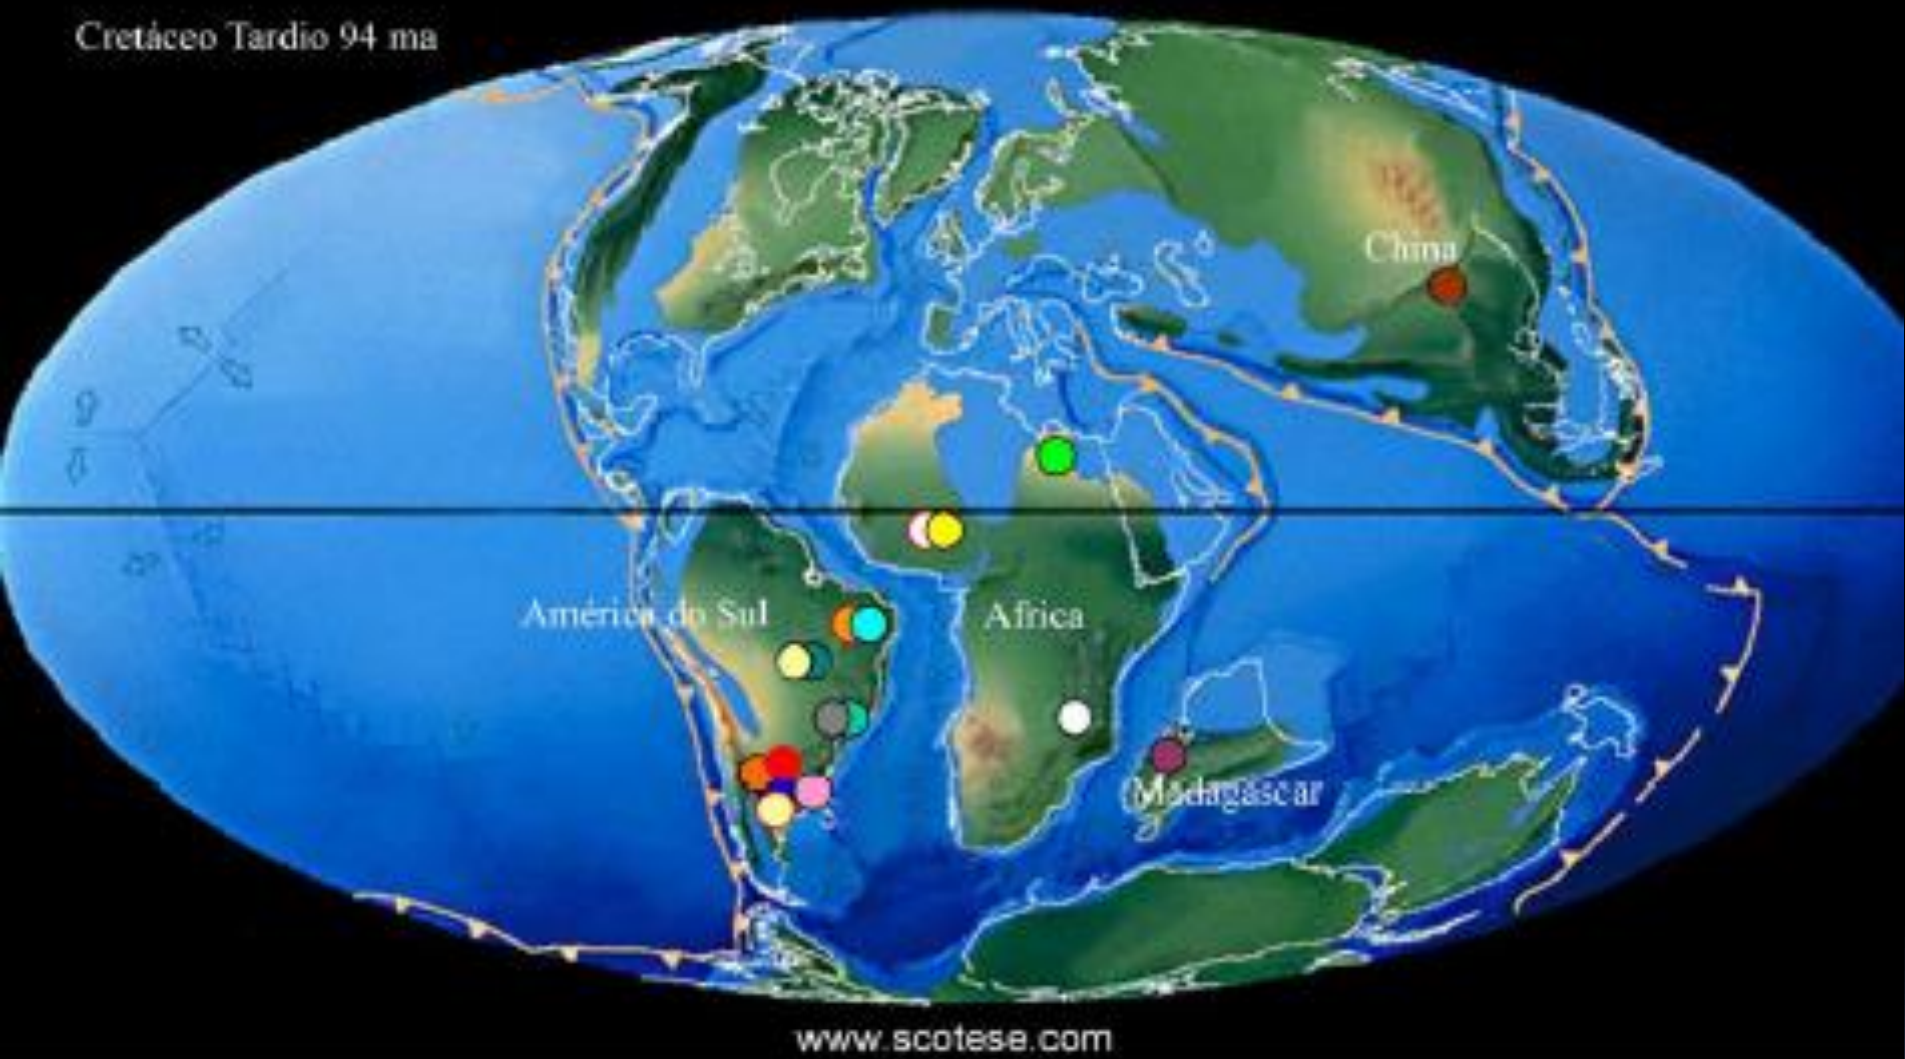 Cretáceo Tardio 94 ma
China
América do Sul
Africa
Madagascar
www.scotese.com